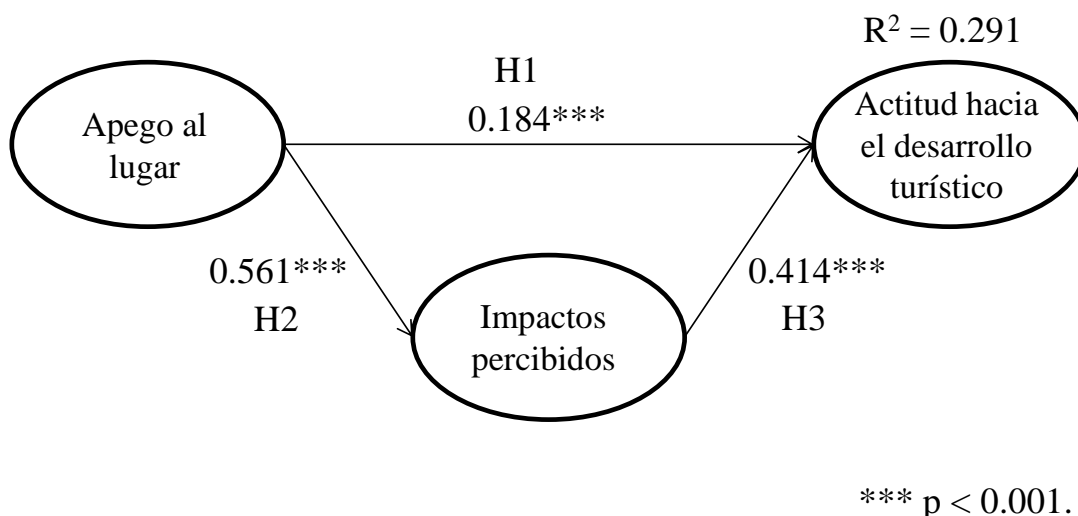 R² = 0.291
H1
0.184***
Apego al
lugar
Actitud hacia
el desarrollo
turístico
0.561***
H2
Impactos
percibidos
0.414***
H3
*** p < 0.001.